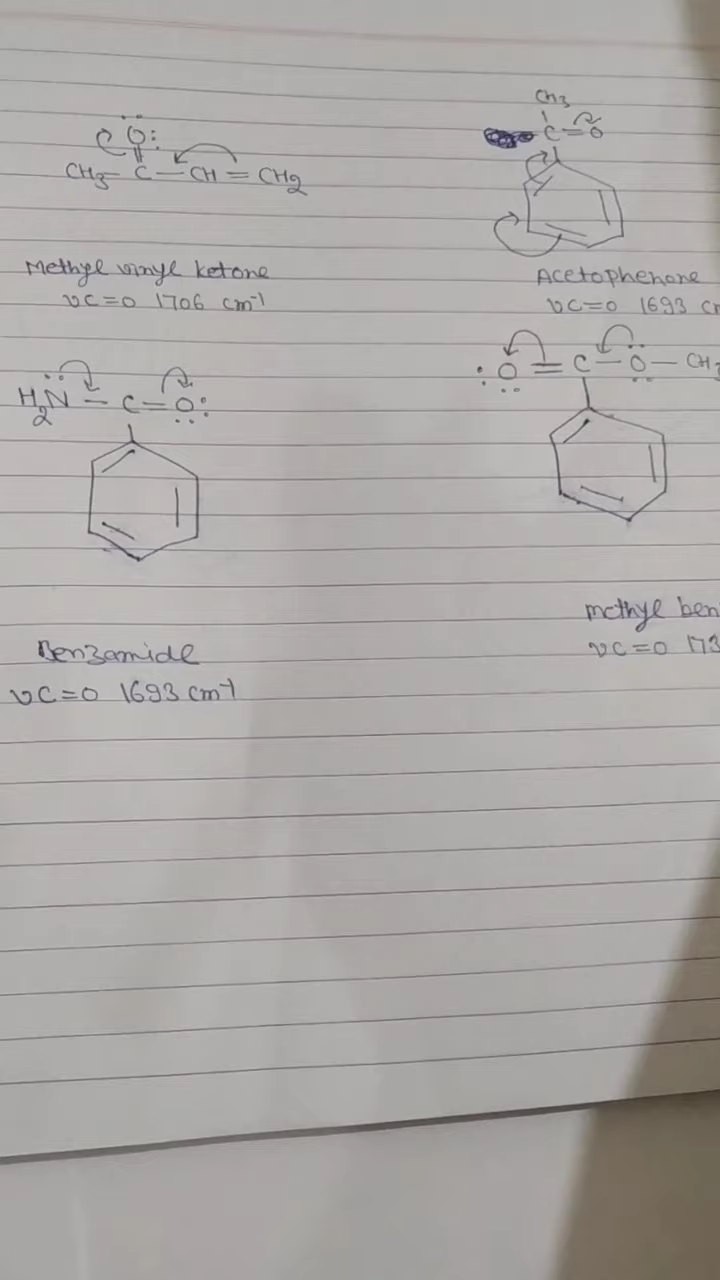 CH3
C=O
O:
CH3-C-CH=CH2
Methyl vinyl ketone
νC=O 1706 cm-1
Acetophenone
νC=O 1693
:O=C-O-CH3
H2N-C=O:
Benzamide
νC=O 1693 cm-1
methyl
νC=O